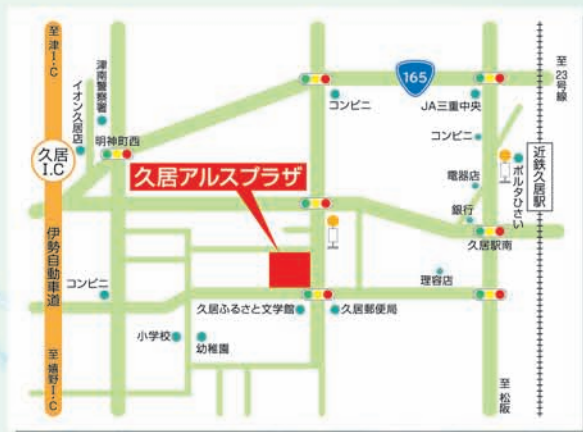 至 津I・C
津南警察署
イオン久居店
明神町西
久居
I.C
久居アルスプラザ
165
コンビニ
JA三重中央
至 23号線
コンビニ
電器店
ポルタひさい
近鉄久居駅
銀行
久居駅南
伊勢自動車道
コンビニ
理容店
久居ふるさと文学館
久居郵便局
小学校
幼稚園
至 嬉野I・C
至 松阪